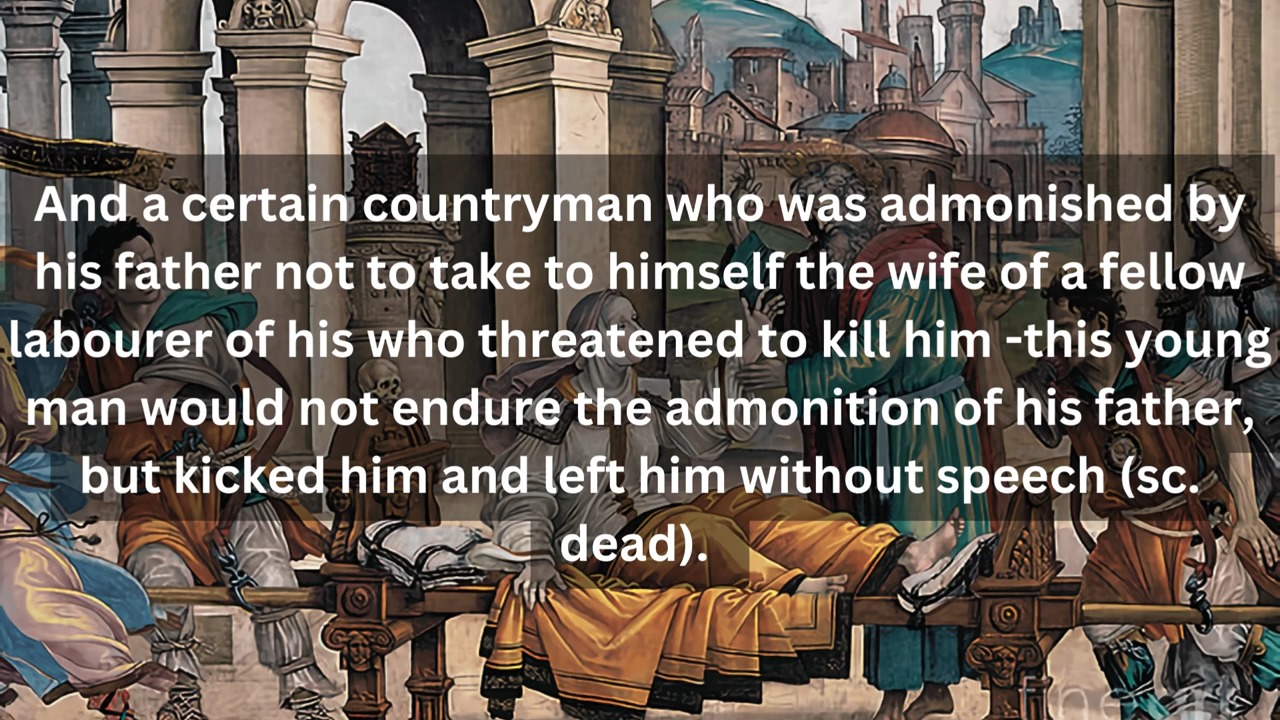 And a certain countryman who was admonished by
his father not to take to himself the wife of a fellow
labourer of his who threatened to kill him -this young
man would not endure the admonition of his father,
but kicked him and left him without speech (sc.
dead).